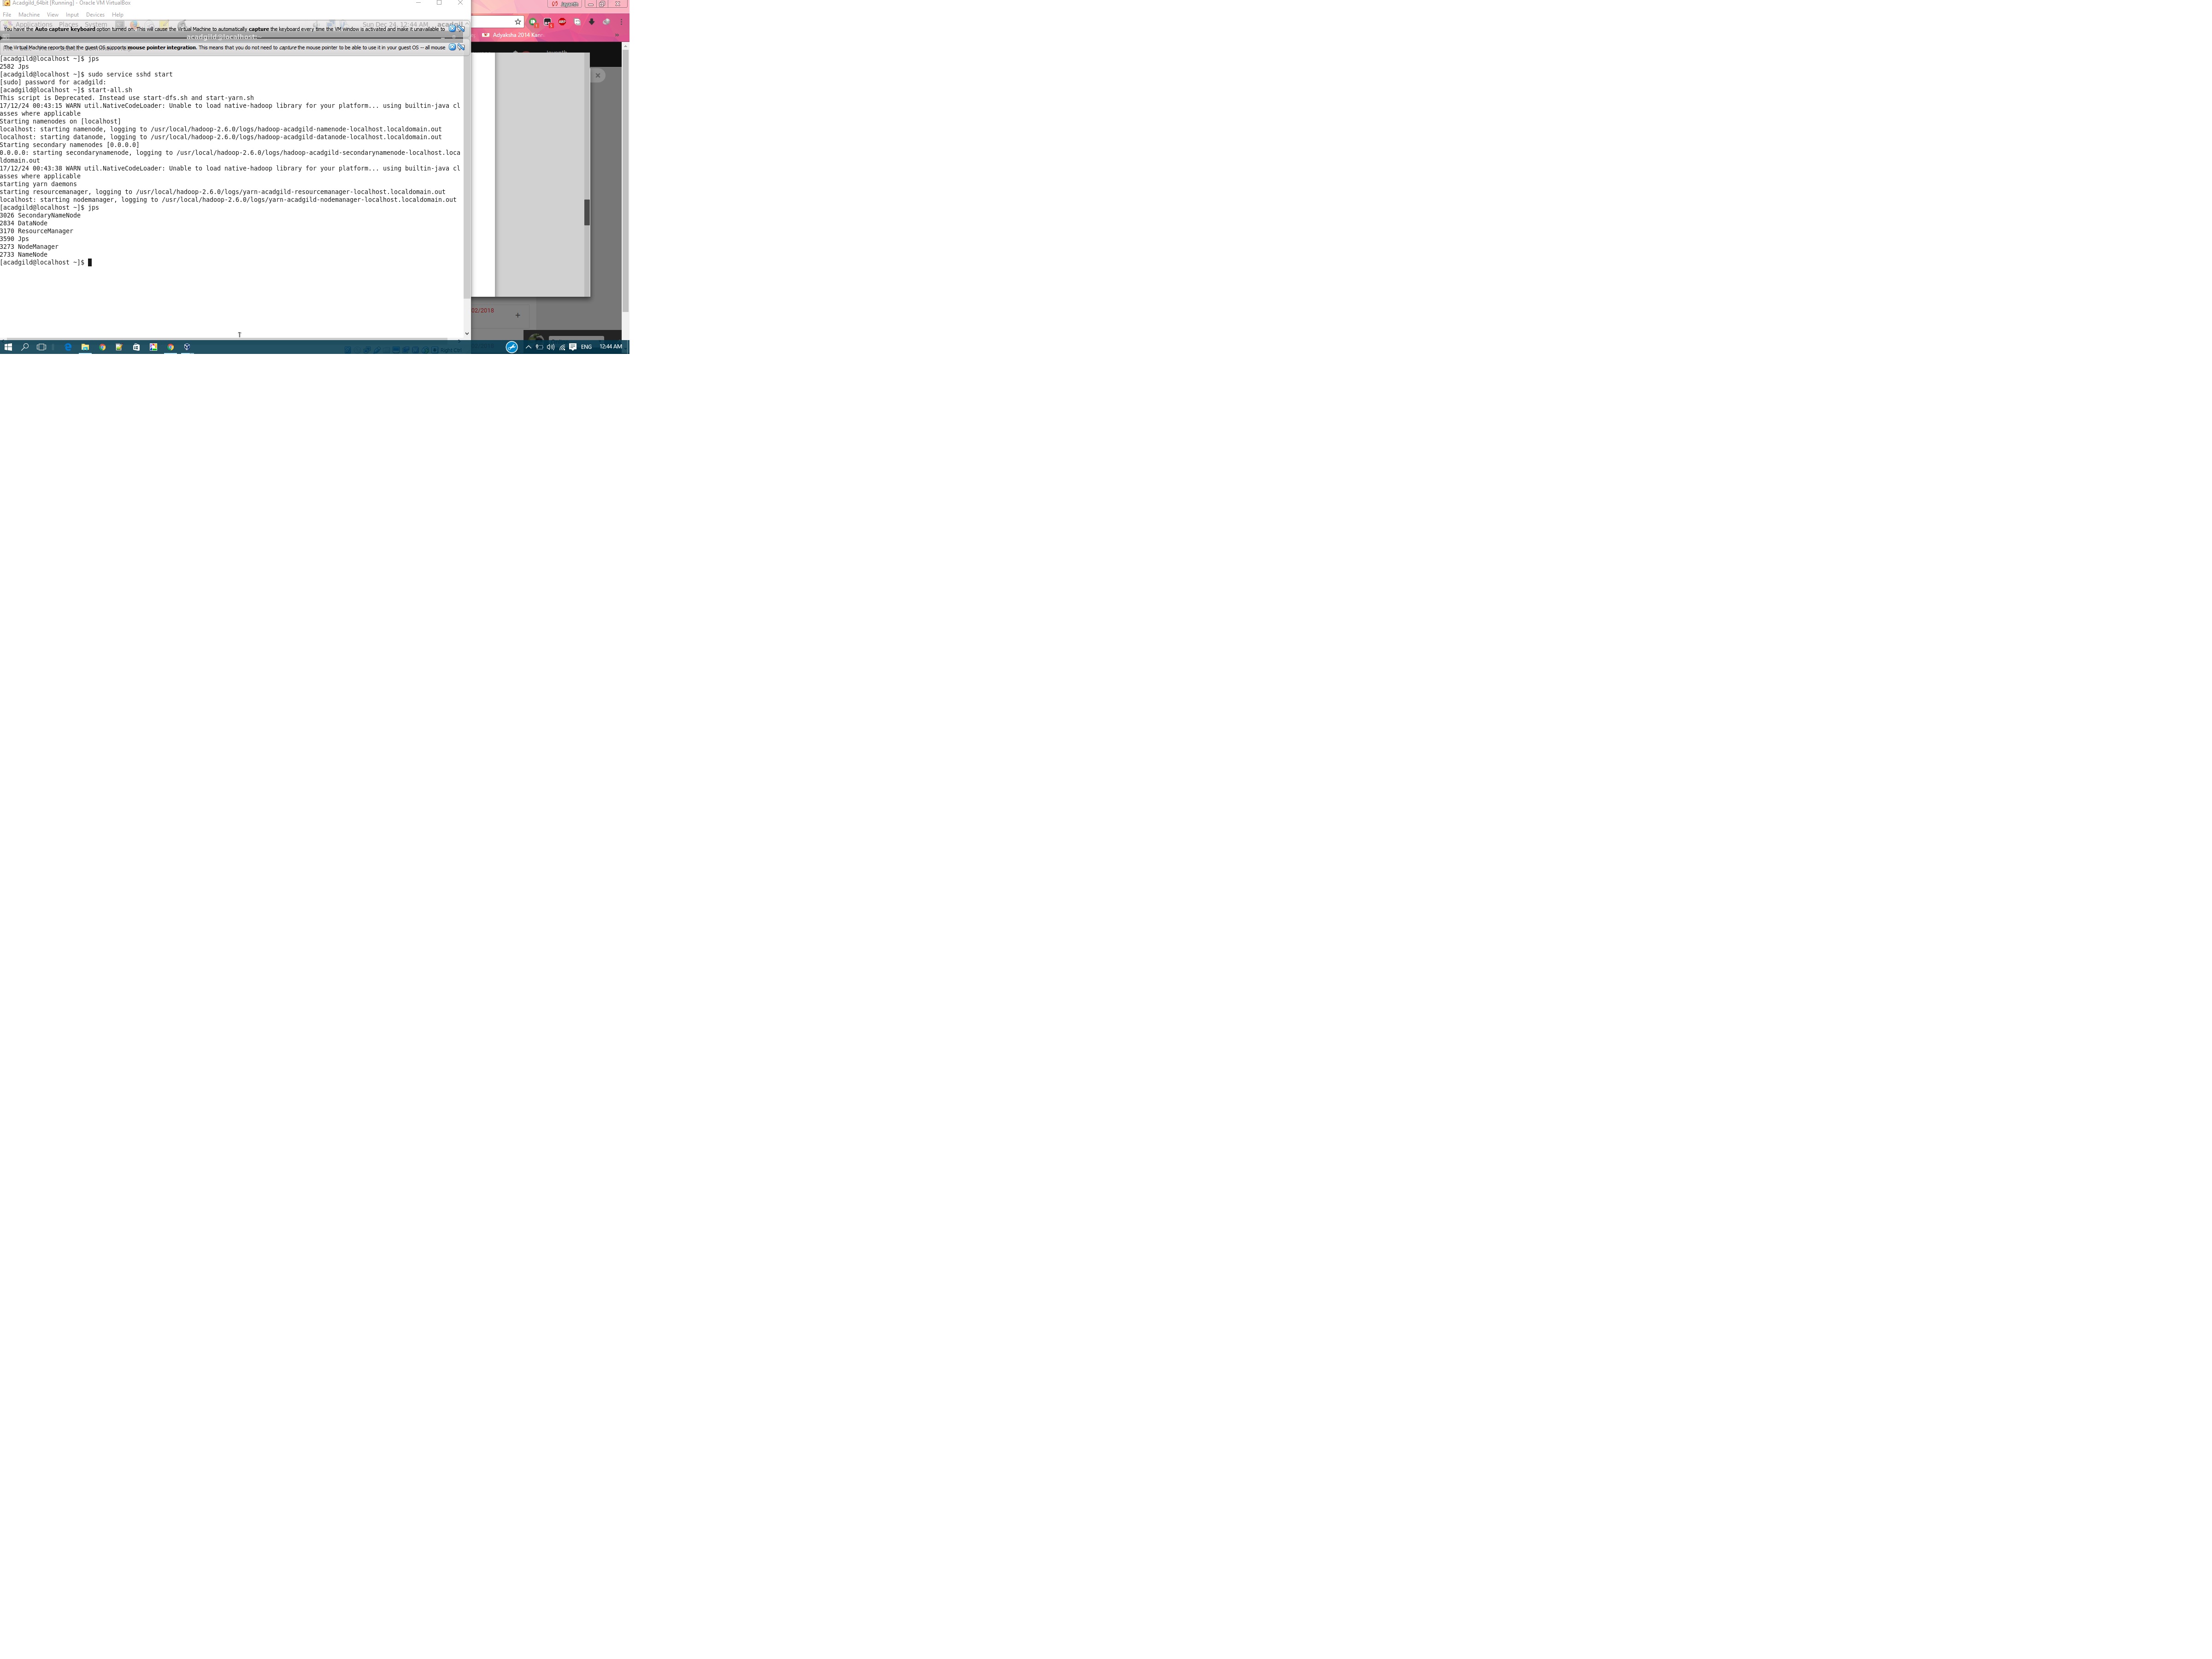 Acadgild_64bit [Running] - Oracle VM VirtualBox
File Machine View Input Devices Help
Applications Places System Sun Dec 24, 12:44 AM acadgil
You have the Auto capture keyboard option turned on. This will cause the Virtual Machine to automatically capture the keyboard every time the VM window is activated and make it unavailable to
Adyaksha 2014 Kann
The Virtual Machine reports that the guest OS supports mouse pointer integration. This means that you do not need to capture the mouse pointer to be able to use it in your guest OS -- all mouse
[acadgild@localhost ~]$ jps
2582 Jps
[acadgild@localhost ~]$ sudo service sshd start
[sudo] password for acadgild:
[acadgild@localhost ~]$ start-all.sh
This script is Deprecated. Instead use start-dfs.sh and start-yarn.sh
17/12/24 00:43:15 WARN util.NativeCodeLoader: Unable to load native-hadoop library for your platform... using builtin-java cl
asses where applicable
Starting namenodes on [localhost]
localhost: starting namenode, logging to /usr/local/hadoop-2.6.0/logs/hadoop-acadgild-namenode-localhost.localdomain.out
localhost: starting datanode, logging to /usr/local/hadoop-2.6.0/logs/hadoop-acadgild-datanode-localhost.localdomain.out
Starting secondary namenodes [0.0.0.0]
0.0.0.0: starting secondarynamenode, logging to /usr/local/hadoop-2.6.0/logs/hadoop-acadgild-secondarynamenode-localhost.loca
ldomain.out
17/12/24 00:43:38 WARN util.NativeCodeLoader: Unable to load native-hadoop library for your platform... using builtin-java cl
asses where applicable
starting yarn daemons
starting resourcemanager, logging to /usr/local/hadoop-2.6.0/logs/yarn-acadgild-resourcemanager-localhost.localdomain.out
localhost: starting nodemanager, logging to /usr/local/hadoop-2.6.0/logs/yarn-acadgild-nodemanager-localhost.localdomain.out
[acadgild@localhost ~]$ jps
3026 SecondaryNameNode
2834 DataNode
3170 ResourceManager
3590 Jps
3273 NodeManager
2733 NameNode
[acadgild@localhost ~]$
02/2018
ENG 12:44 AM